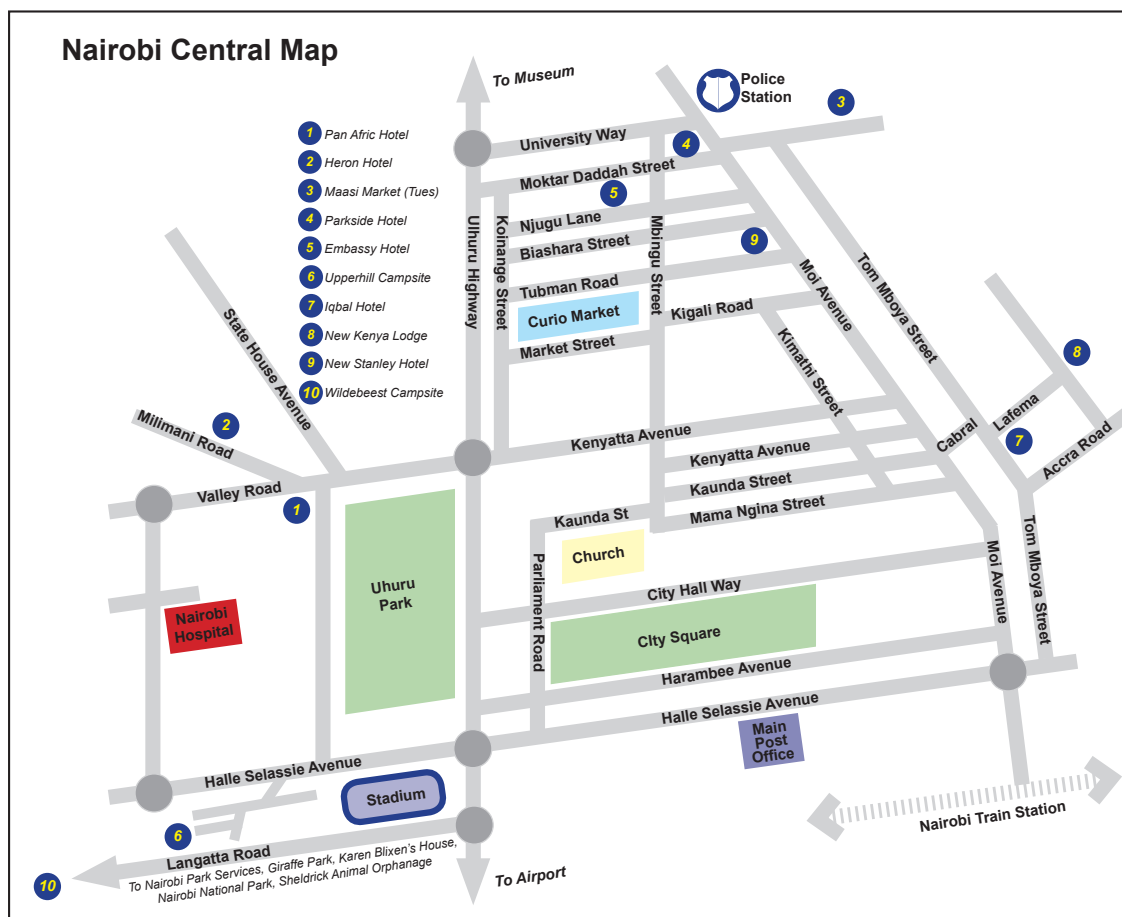 Nairobi Central Map
To Museum
Police
Station
1 Pan Afric Hotel
2 Heron Hotel
3 Maasi Market (Tues)
4 Parkside Hotel
5 Embassy Hotel
6 Upperhill Campsite
7 Iqbal Hotel
8 New Kenya Lodge
9 New Stanley Hotel
10 Wildebeest Campsite
3
University Way
4
Moktar Daddah Street
5
Njugu Lane
Biashara Street
9
Tubman Road
Curio Market
Kigali Road
Market Street
Ulhuru Highway
Koinange Street
Mbingu Street
Moi Avenue
Tom Mboya Street
Kimathi Street
State House Avenue
8
2
Milimani Road
Kenyatta Avenue
Kenyatta Avenue
Cabral
Lafema
7
Accra Road
Valley Road
1
Kaunda Street
Mama Ngina Street
Kaunda St
Church
Parliament Road
Moi Avenue
Tom Mboya Street
Uhuru
Park
City Hall Way
Nairobi
Hospital
CIty Square
Harambee Avenue
Halle Selassie Avenue
Main
Post
Office
Halle Selassie Avenue
Stadium
Nairobi Train Station
6
Langatta Road
10
To Nairobi Park Services, Giraffe Park, Karen Blixen's House,
Nairobi National Park, Sheldrick Animal Orphanage
To Airport